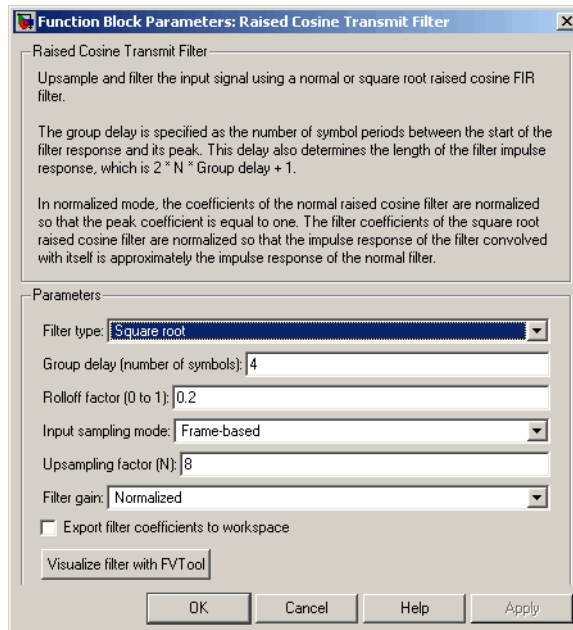 Function Block Parameters: Raised Cosine Transmit Filter
Raised Cosine Transmit Filter
Upsample and filter the input signal using a normal or square root raised cosine FIR
filter.
The group delay is specified as the number of symbol periods between the start of the
filter response and its peak. This delay also determines the length of the filter impulse
response, which is 2 * N * Group delay + 1.
In normalized mode, the coefficients of the normal raised cosine filter are normalized
so that the peak coefficient is equal to one. The filter coefficients of the square root
raised cosine filter are normalized so that the impulse response of the filter convolved
with itself is approximately the impulse response of the normal filter.
Parameters
Filter type: Square root
Group delay (number of symbols): 4
Rolloff factor (0 to 1): 0.2
Input sampling mode: Frame-based
Upsampling factor (N): 8
Filter gain: Normalized
Export filter coefficients to workspace
Visualize filter with FVTool
OK Cancel Help Apply